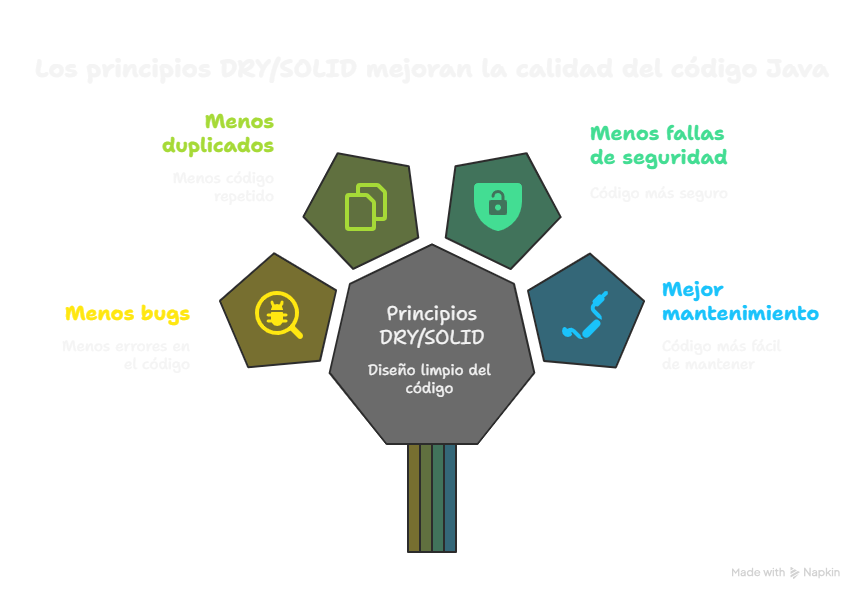 Los principios DRY/SOLID mejoran la calidad del código Java
Menos
duplicados
Menos código
repetido
Menos fallas
de seguridad
Código más seguro
Menos bugs
Menos errores en
el código
Principios
DRY/SOLID
Diseño limpio del
código
Mejor
mantenimiento
Código más fácil
de mantener
Made with Napkin